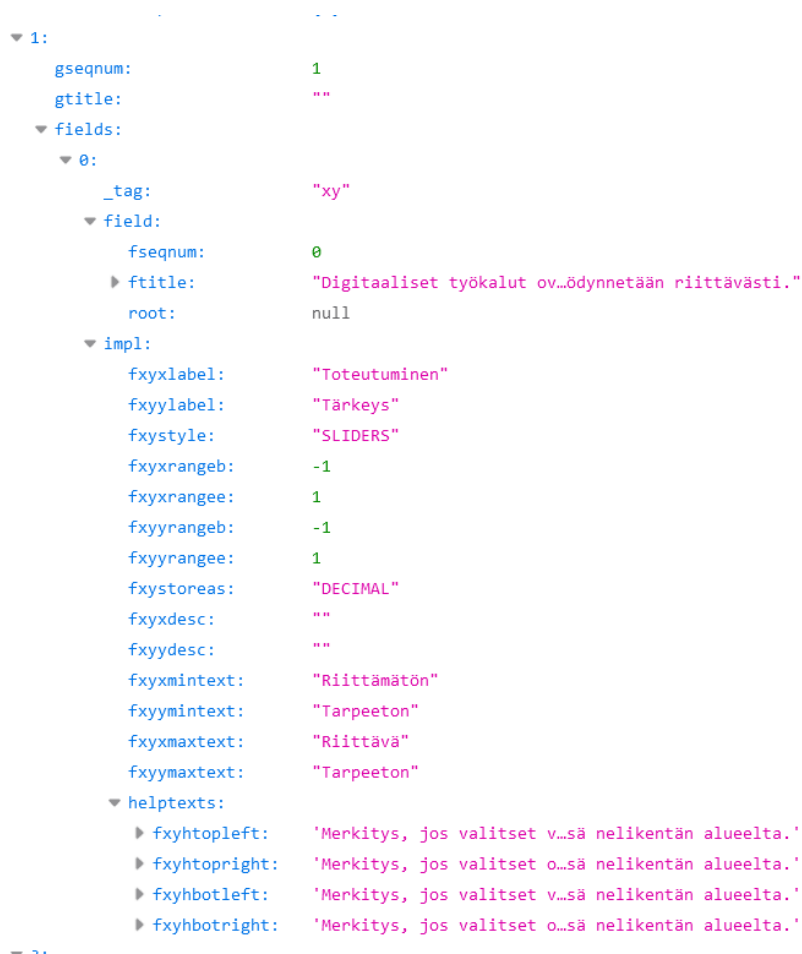 1:
gseqnum: 1
gtitle: ""
fields:
0:
_tag: "xy"
field:
fseqnum: 0
ftitle: "Digitaaliset työkalut ov…ödynnetään riittävästi."
root: null
impl:
fxyxlabel: "Toteutuminen"
fxyylabel: "Tärkeys"
fxystyle: "SLIDERS"
fxyxrangeb: -1
fxyxrangee: 1
fxyyrangeb: -1
fxyyrangee: 1
fxystoreas: "DECIMAL"
fxyxdesc: ""
fxyydesc: ""
fxyxmintext: "Riittämätön"
fxyymintext: "Tarpeeton"
fxyxmaxtext: "Riittävä"
fxyymaxtext: "Tarpeeton"
helptexts:
fxyhtopleft: 'Merkitys, jos valitset v…sä nelikentän alueelta.'
fxyhtopright: 'Merkitys, jos valitset o…sä nelikentän alueelta.'
fxyhbotleft: 'Merkitys, jos valitset v…sä nelikentän alueelta.'
fxyhbotright: 'Merkitys, jos valitset o…sä nelikentän alueelta.'